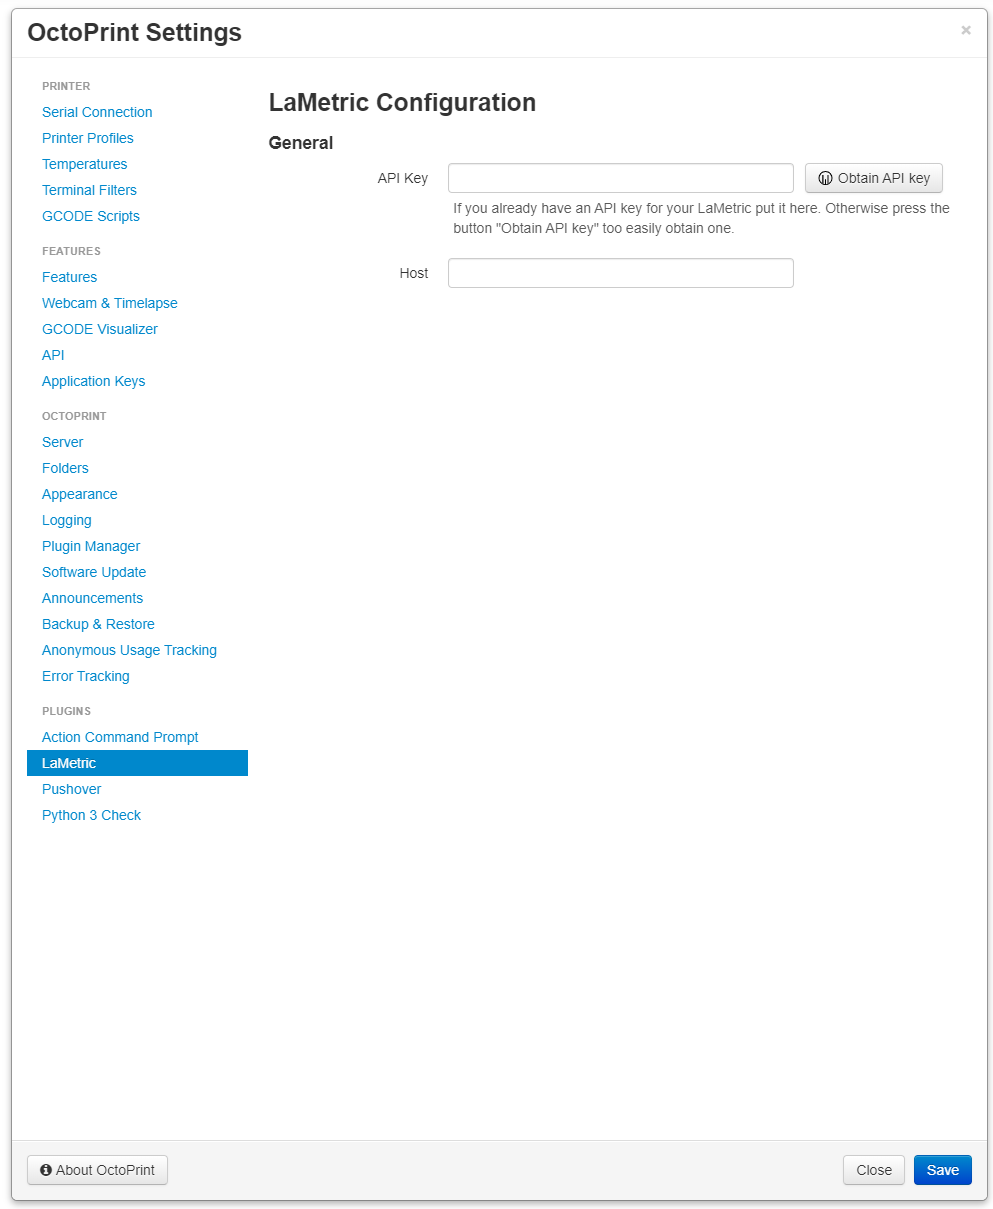 OctoPrint Settings
×
PRINTER
Serial Connection
Printer Profiles
Temperatures
Terminal Filters
GCODE Scripts
FEATURES
Features
Webcam & Timelapse
GCODE Visualizer
API
Application Keys
OCTOPRINT
Server
Folders
Appearance
Logging
Plugin Manager
Software Update
Announcements
Backup & Restore
Anonymous Usage Tracking
Error Tracking
PLUGINS
Action Command Prompt
LaMetric
Pushover
Python 3 Check
LaMetric Configuration
General
API Key
Obtain API key
If you already have an API key for your LaMetric put it here. Otherwise press the
button "Obtain API key" too easily obtain one.
Host
About OctoPrint
Close
Save